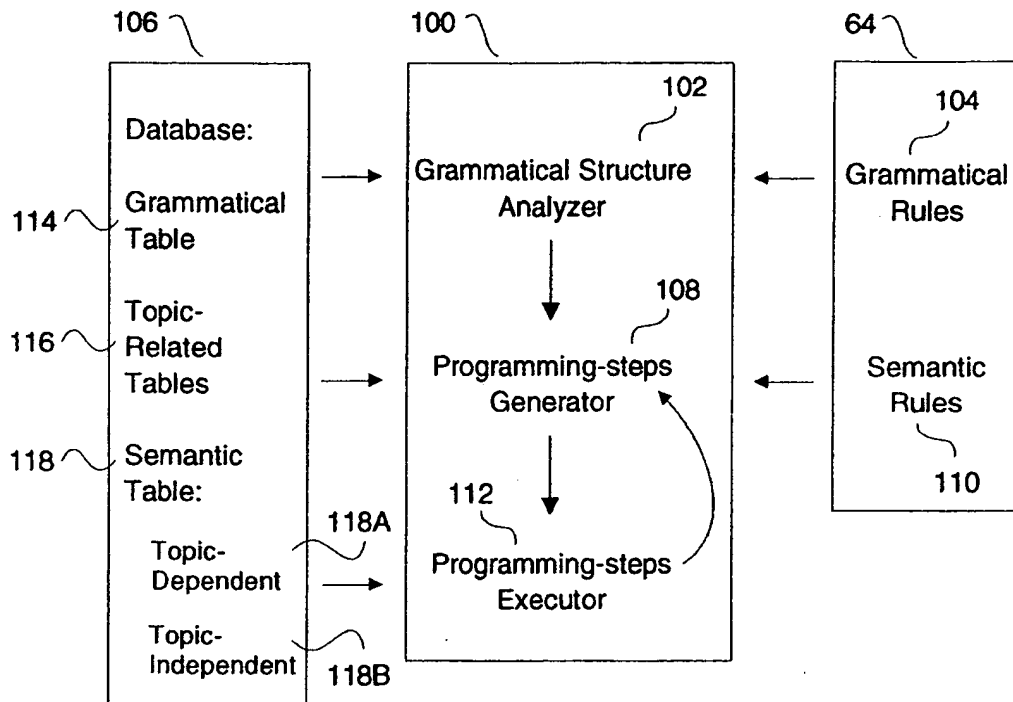 106
100
64
102
104
Database:
Grammatical Structure
Analyzer
Grammatical
Rules
114
Grammatical
Table
108
116
Topic-
Related
Tables
Programming-steps
Generator
Semantic
Rules
110
118
Semantic
Table:
112
118A
Topic-
Dependent
Programming-steps
Executor
Topic-
Independent
118B